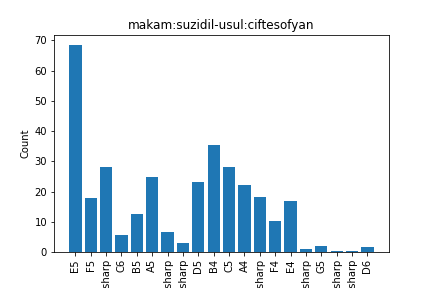 makam:suzidil-usul:ciftesofyan
70
60
50
40
30
20
10
0
Count
E5
F5
sharp
C6
B5
A5
sharp
sharp
D5
B4
C5
A4
sharp
F4
E4
sharp
G5
sharp
sharp
D6